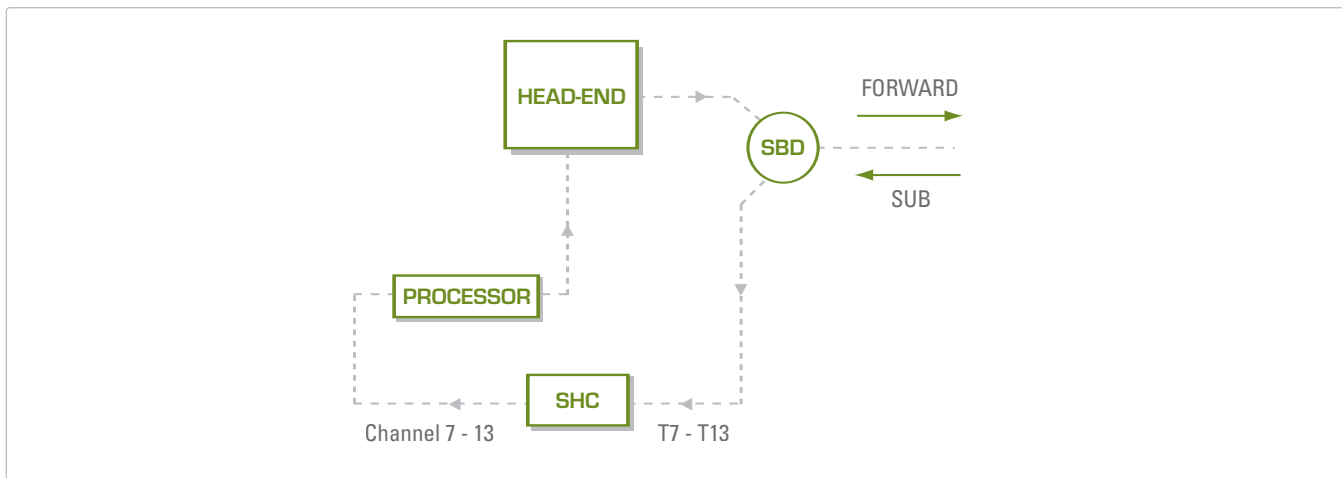 HEAD-END
FORWARD
SBD
SUB
PROCESSOR
SHC
Channel 7 - 13
T7 - T13